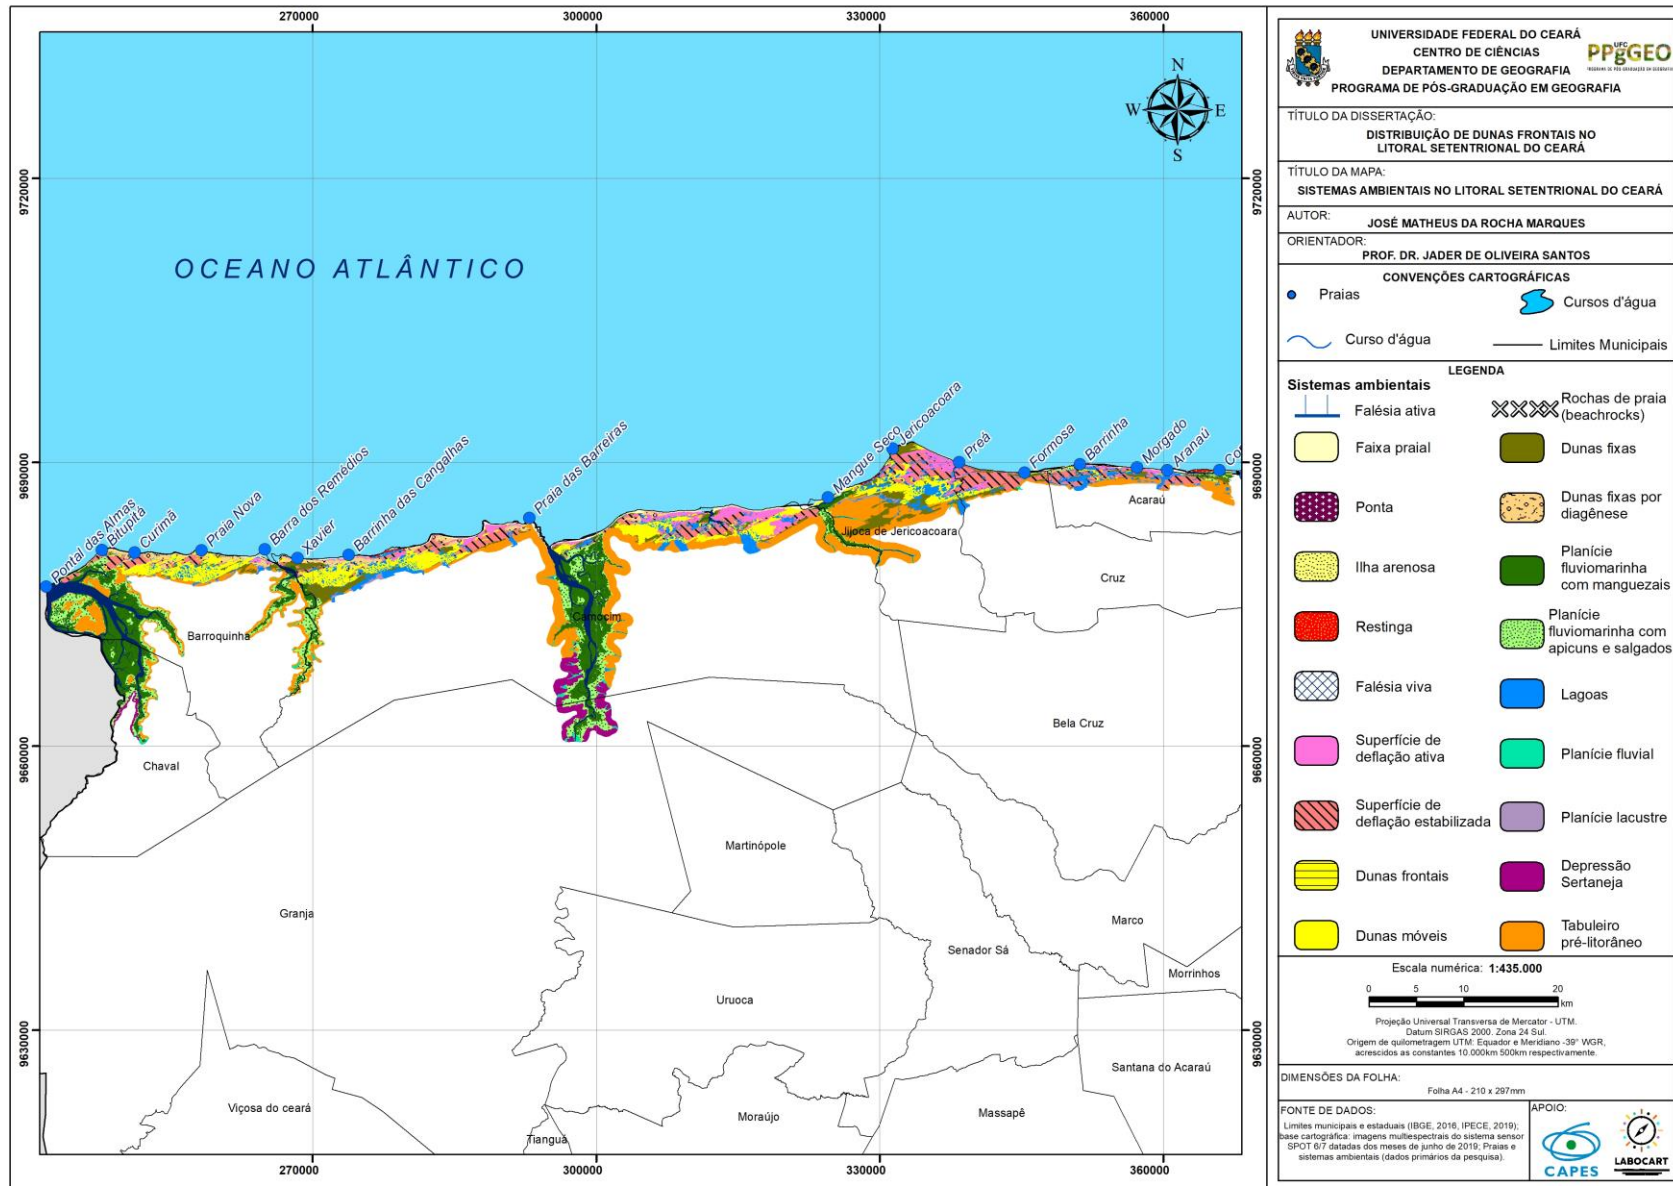 270000
300000
330000
360000
9720000
9690000
9660000
9630000
9720000
9690000
9660000
9630000
N
W
E
S
OCEANO ATLÂNTICO
Pontal das Almas
Bitupitá
Curimã
Praia Nova
Barra dos Remédios
Xavier
Barrinha das Cangalhas
Praia das Barreiras
Mangue Seco
Jericoacoara
Preá
Formosa
Barrinha
Morgado
Aranaú
Acaraú
Jijoca de Jericoacoara
Cruz
Camocim
Barroquinha
Chaval
Bela Cruz
Martinópole
Granja
Senador Sá
Marco
Morrinhos
Uruoca
Santana do Acaraú
Viçosa do ceará
Tianguá
Moraújo
Massapê
270000
300000
330000
360000
UNIVERSIDADE FEDERAL DO CEARÁ
CENTRO DE CIÊNCIAS
DEPARTAMENTO DE GEOGRAFIA
PROGRAMA DE PÓS-GRADUAÇÃO EM GEOGRAFIA
UFC
PPgGEO
TÍTULO DA DISSERTAÇÃO:
DISTRIBUIÇÃO DE DUNAS FRONTAIS NO
LITORAL SETENTRIONAL DO CEARÁ
TÍTULO DA MAPA:
SISTEMAS AMBIENTAIS NO LITORAL SETENTRIONAL DO CEARÁ
AUTOR:
JOSÉ MATHEUS DA ROCHA MARQUES
ORIENTADOR:
PROF. DR. JADER DE OLIVEIRA SANTOS
CONVENÇÕES CARTOGRÁFICAS
Praias
Cursos d'água
Curso d'água
Limites Municipais
LEGENDA
Sistemas ambientais
Falésia ativa
Rochas de praia
(beachrocks)
Faixa praial
Dunas fixas
Ponta
Dunas fixas por
diagênese
Ilha arenosa
Planície
fluviomarinha
com manguezais
Restinga
Planície
fluviomarinha com
apicuns e salgados
Falésia viva
Lagoas
Superfície de
deflação ativa
Planície fluvial
Superfície de
deflação estabilizada
Planície lacustre
Dunas frontais
Depressão
Sertaneja
Dunas móveis
Tabuleiro
pré-litorâneo
Escala numérica: 1:435.000
0 5 10 20
km
Projeção Universal Transversa de Mercator - UTM.
Datum SIRGAS 2000. Zona 24 Sul.
Origem de quilometragem UTM: Equador e Meridiano -39° WGR,
acrescidos as constantes 10.000km 500km respectivamente.
DIMENSÕES DA FOLHA:
Folha A4 - 210 x 297mm
FONTE DE DADOS:
Limites municipais e estaduais (IBGE, 2016, IPECE, 2019);
base cartográfica: imagens multiespectrais do sistema sensor
SPOT 6/7 datadas dos meses de junho de 2019; Praias e
sistemas ambientais (dados primários da pesquisa).
APOIO:
CAPES
LABOCART